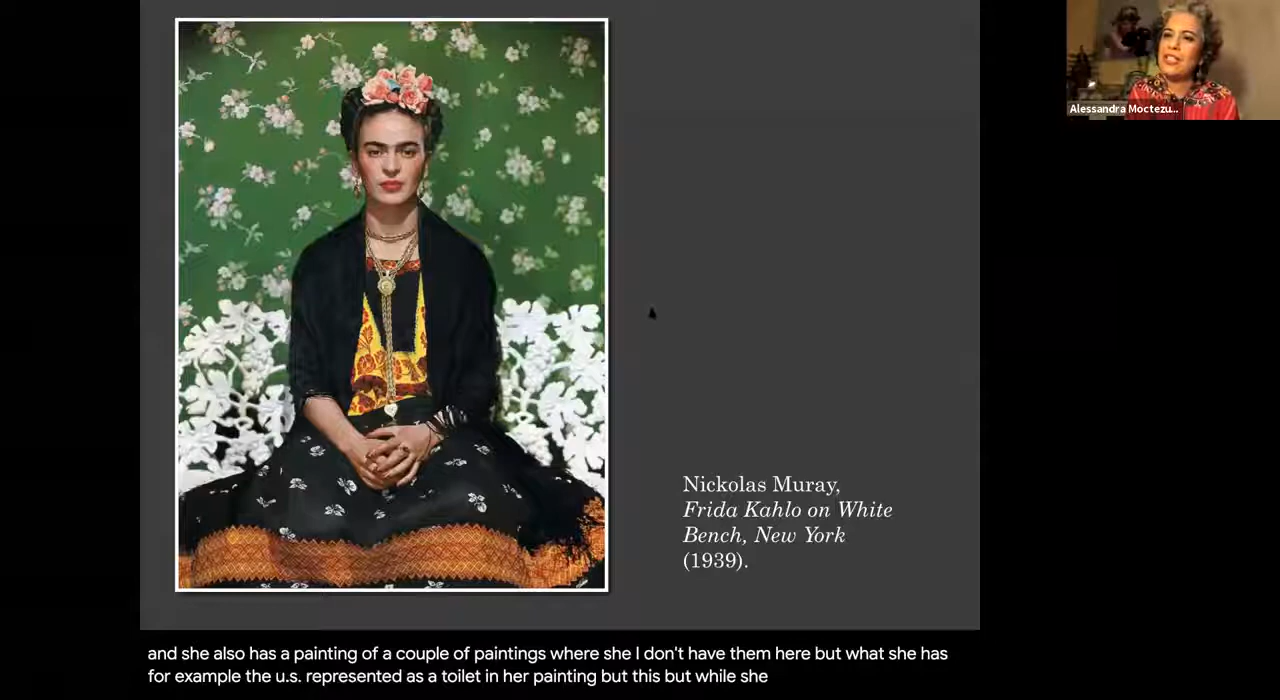 Alessandra Moctezu...
Nickolas Muray,
Frida Kahlo on White
Bench, New York
(1939).
and she also has a painting of a couple of paintings where she I don't have them here but what she has
for example the u.s. represented as a toilet in her painting but this but while she